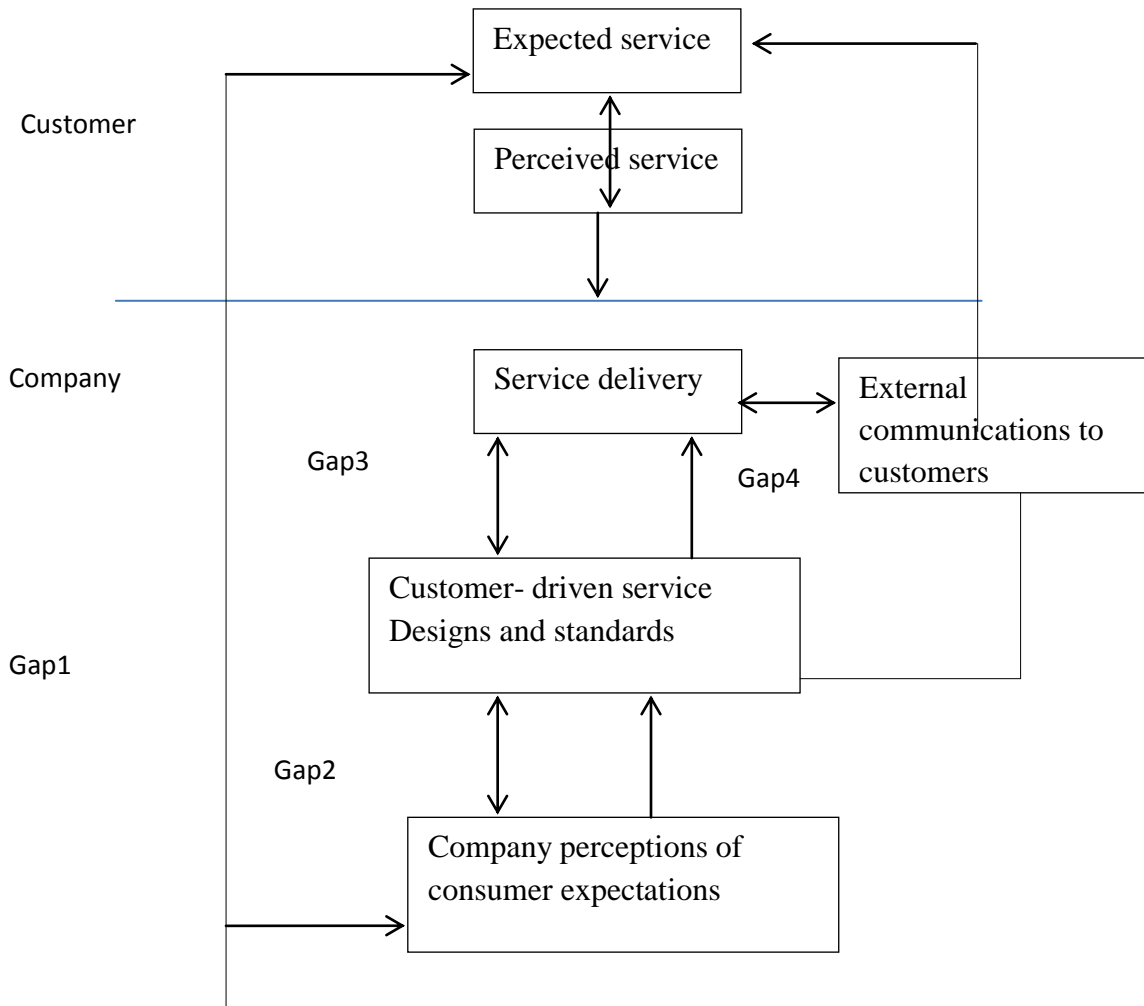 Expected service
Customer
Perceived service
Company
Service delivery
External
communications to
customers
Gap3
Gap4
Customer- driven service
Designs and standards
Gap1
Gap2
Company perceptions of
consumer expectations